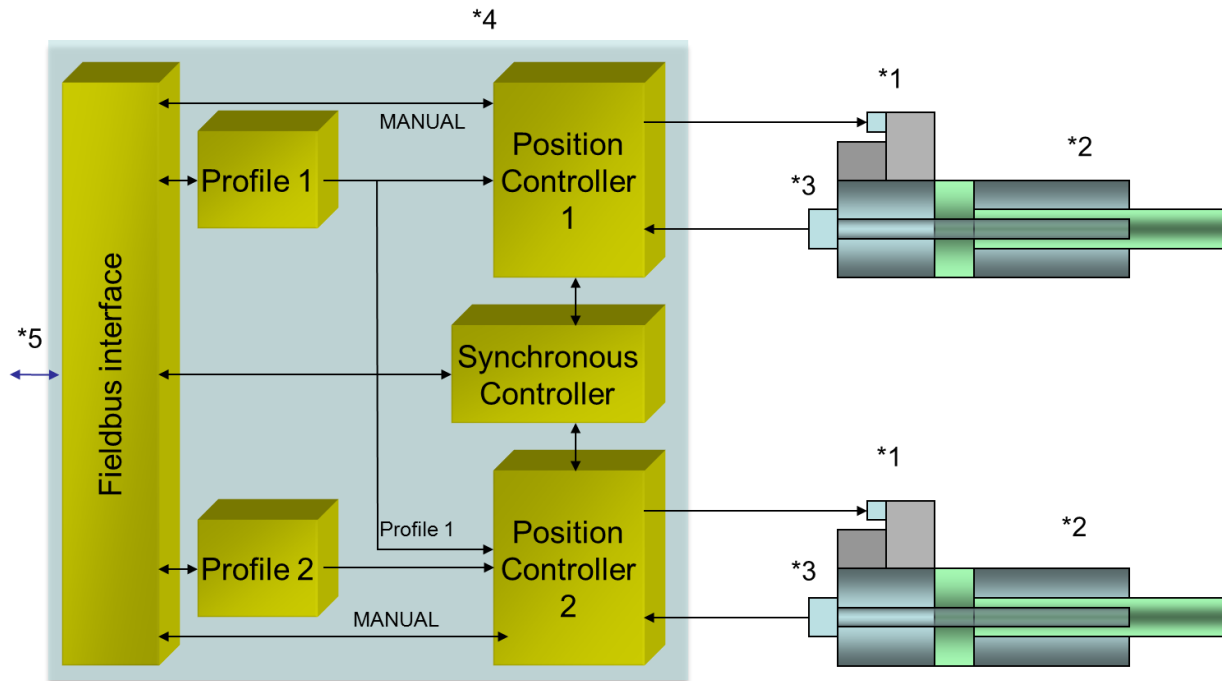 *4
*1
MANUAL
Position
Controller
1
*2
Profile 1
*3
*5
Fieldbus interface
Synchronous
Controller
*1
Profile 1
Position
Controller
2
*2
Profile 2
*3
MANUAL